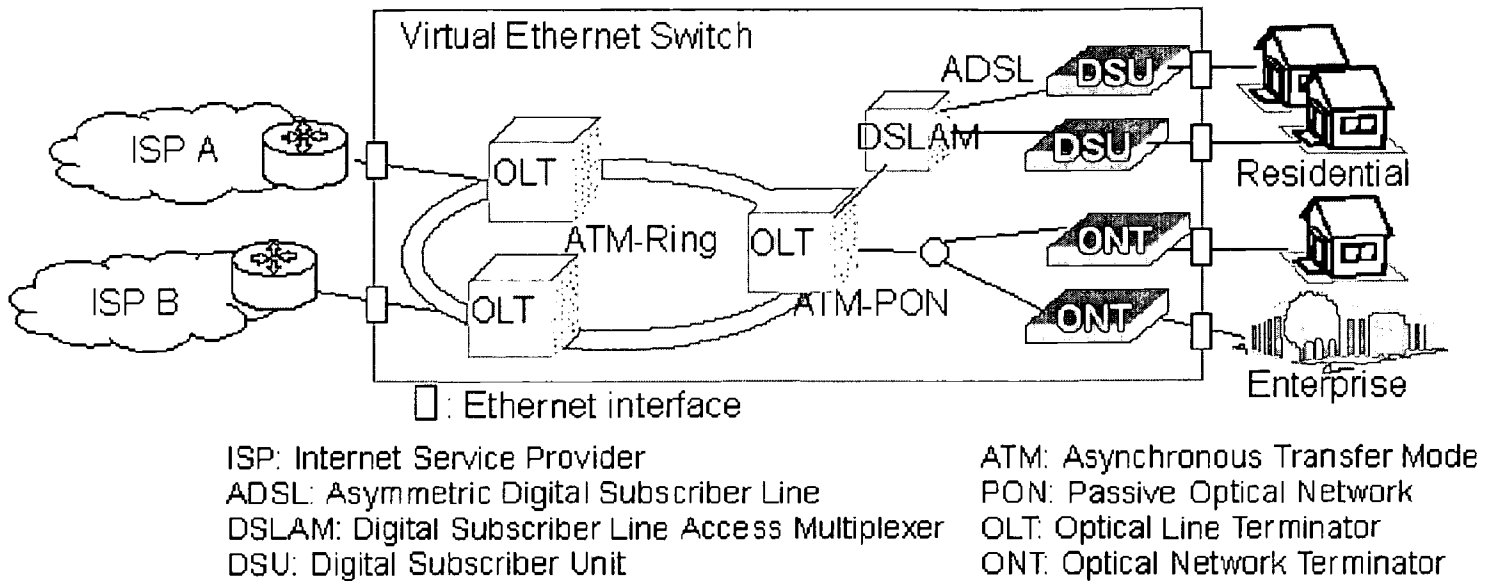 Virtual Ethernet Switch
ADSL
DSU
DSLAM
DSU
ISP A
OLT
Residential
ATM-Ring
OLT
ONT
ISP B
OLT
ATM-PON
ONT
Enterprise
: Ethernet interface
ISP: Internet Service Provider
ADSL: Asymmetric Digital Subscriber Line
DSLAM: Digital Subscriber Line Access Multiplexer
DSU: Digital Subscriber Unit
ATM: Asynchronous Transfer Mode
PON: Passive Optical Network
OLT: Optical Line Terminator
ONT: Optical Network Terminator